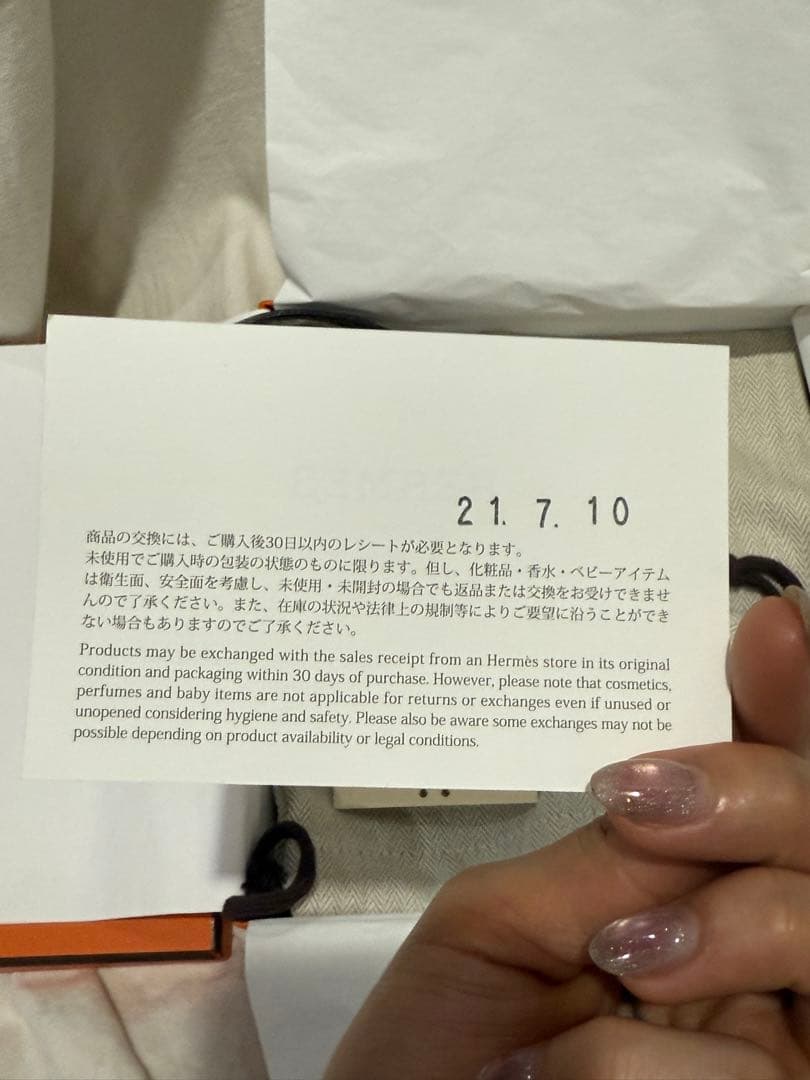 21. 7. 10
商品の交換には、ご購入後30日以内のレシートが必要となります。
未使用でご購入時の包装の状態のものに限ります。但し、化粧品・香水・ベビーアイテム
は衛生面、安全面を考慮し、未使用・未開封の場合でも返品または交換をお受けできませ
んので了承ください。また、在庫の状況や法律上の規制等によりご要望に沿うことができ
ない場合もありますのでご了承ください。
Products may be exchanged with the sales receipt from an Hermès store in its original
condition and packaging within 30 days of purchase. However, please note that cosmetics,
perfumes and baby items are not applicable for returns or exchanges even if unused or
unopened considering hygiene and safety. Please also be aware some exchanges may not be
possible depending on product availability or legal conditions.